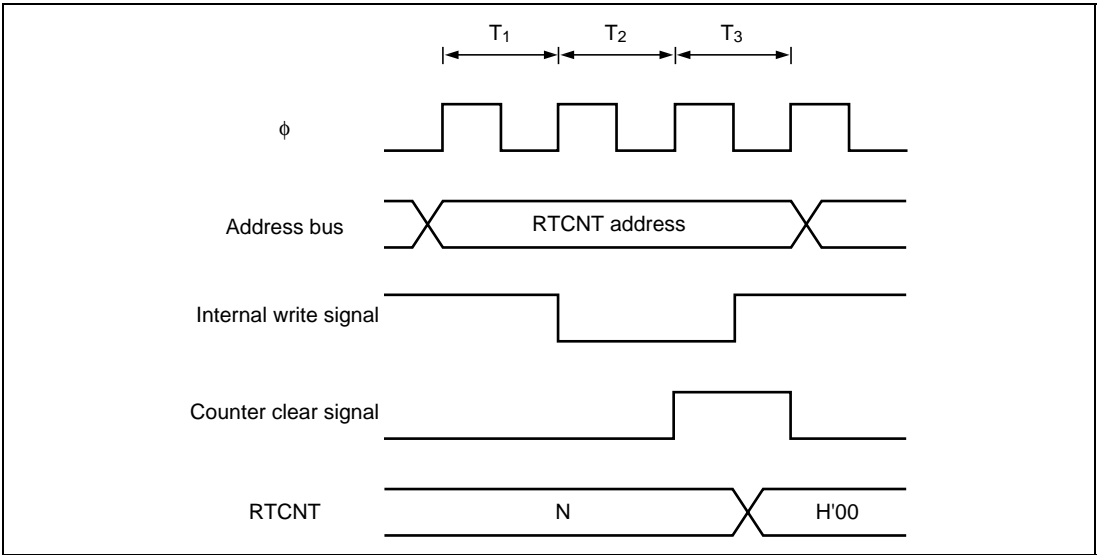 T1 T2 T3
ϕ
Address bus RTCNT address
Internal write signal
Counter clear signal
RTCNT N H'00